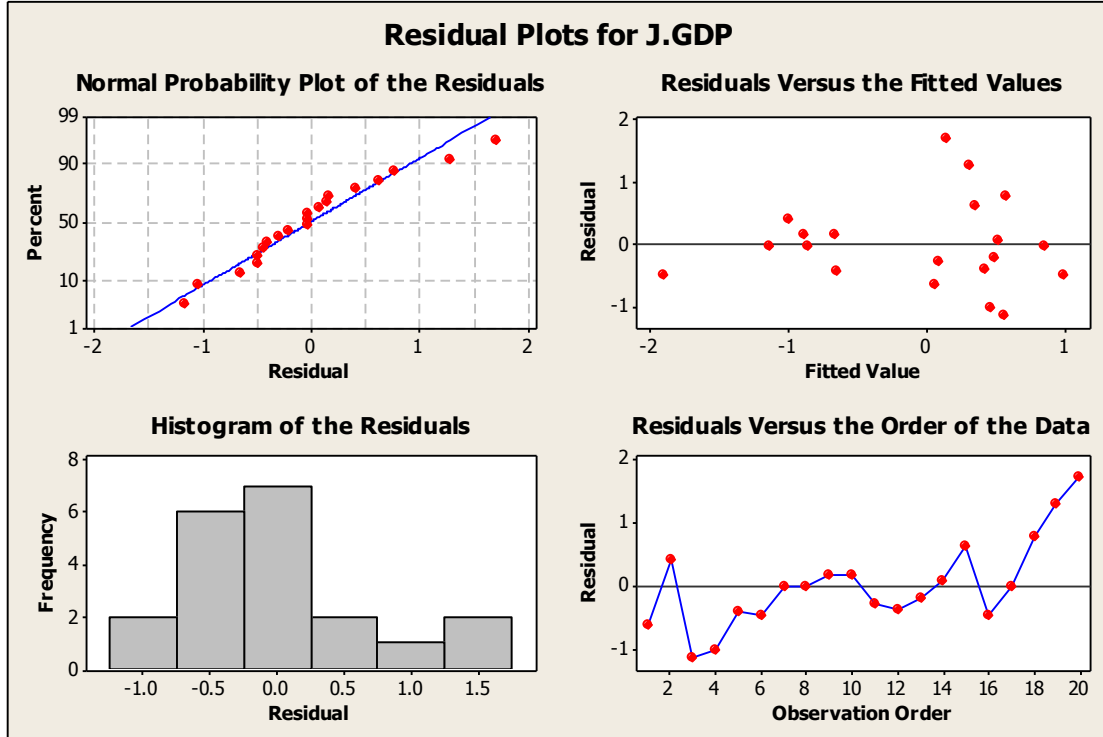 Residual Plots for J.GDP
Normal Probability Plot of the Residuals
99
90
50
10
1
Percent
-2 -1 0 1 2
Residual
Residuals Versus the Fitted Values
2
1
0
-1
Residual
-2 -1 0 1
Fitted Value
Histogram of the Residuals
8
6
4
2
0
Frequency
-1.0 -0.5 0.0 0.5 1.0 1.5
Residual
Residuals Versus the Order of the Data
2
1
0
-1
Residual
2 4 6 8 10 12 14 16 18 20
Observation Order